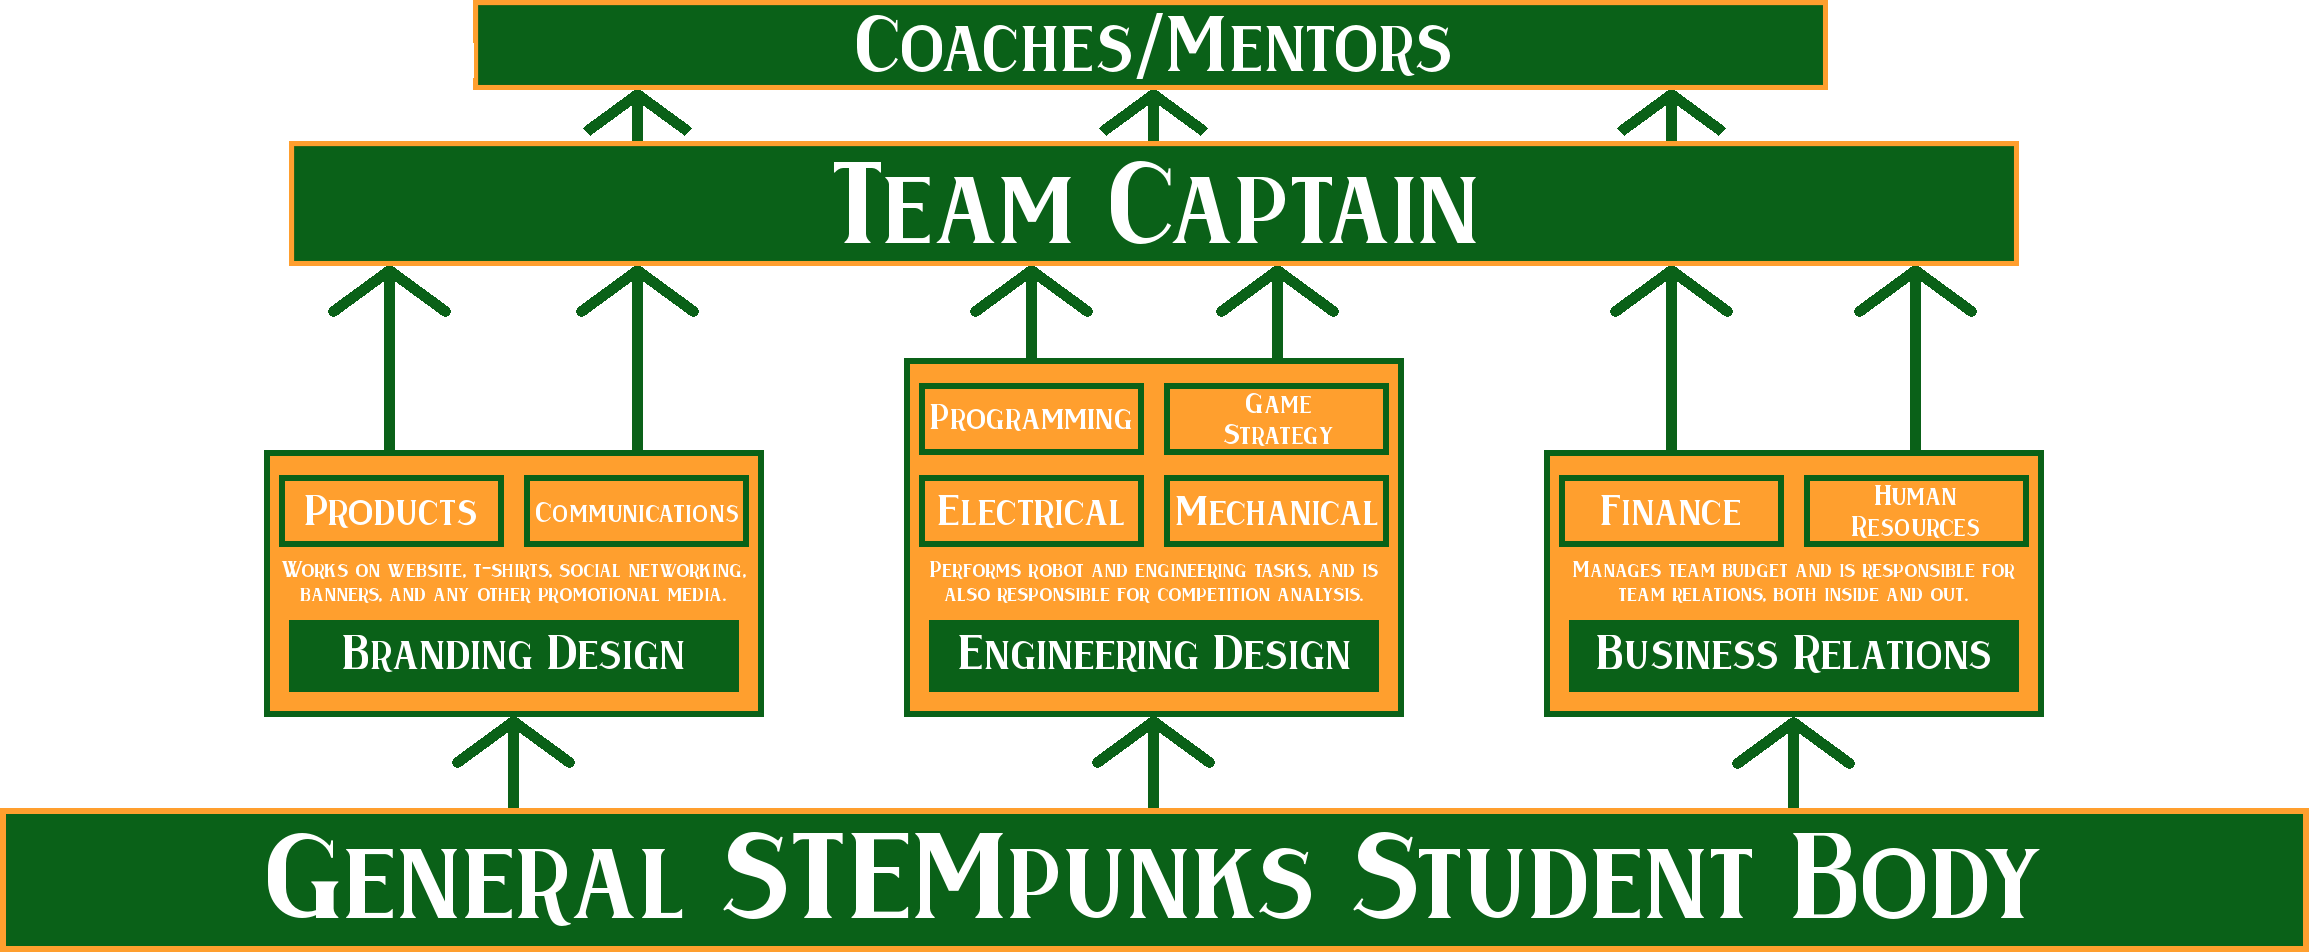 Coaches/Mentors
Team Captain
Programming
Game
Strategy
Products
Communications
Electrical
Mechanical
Finance
Human
Resources
Works on website, t-shirts, social networking,
banners, and any other promotional media.
Performs robot and engineering tasks, and is
also responsible for competition analysis.
Manages team budget and is responsible for
team relations, both inside and out.
Branding Design
Engineering Design
Business Relations
General STEMpunks Student Body